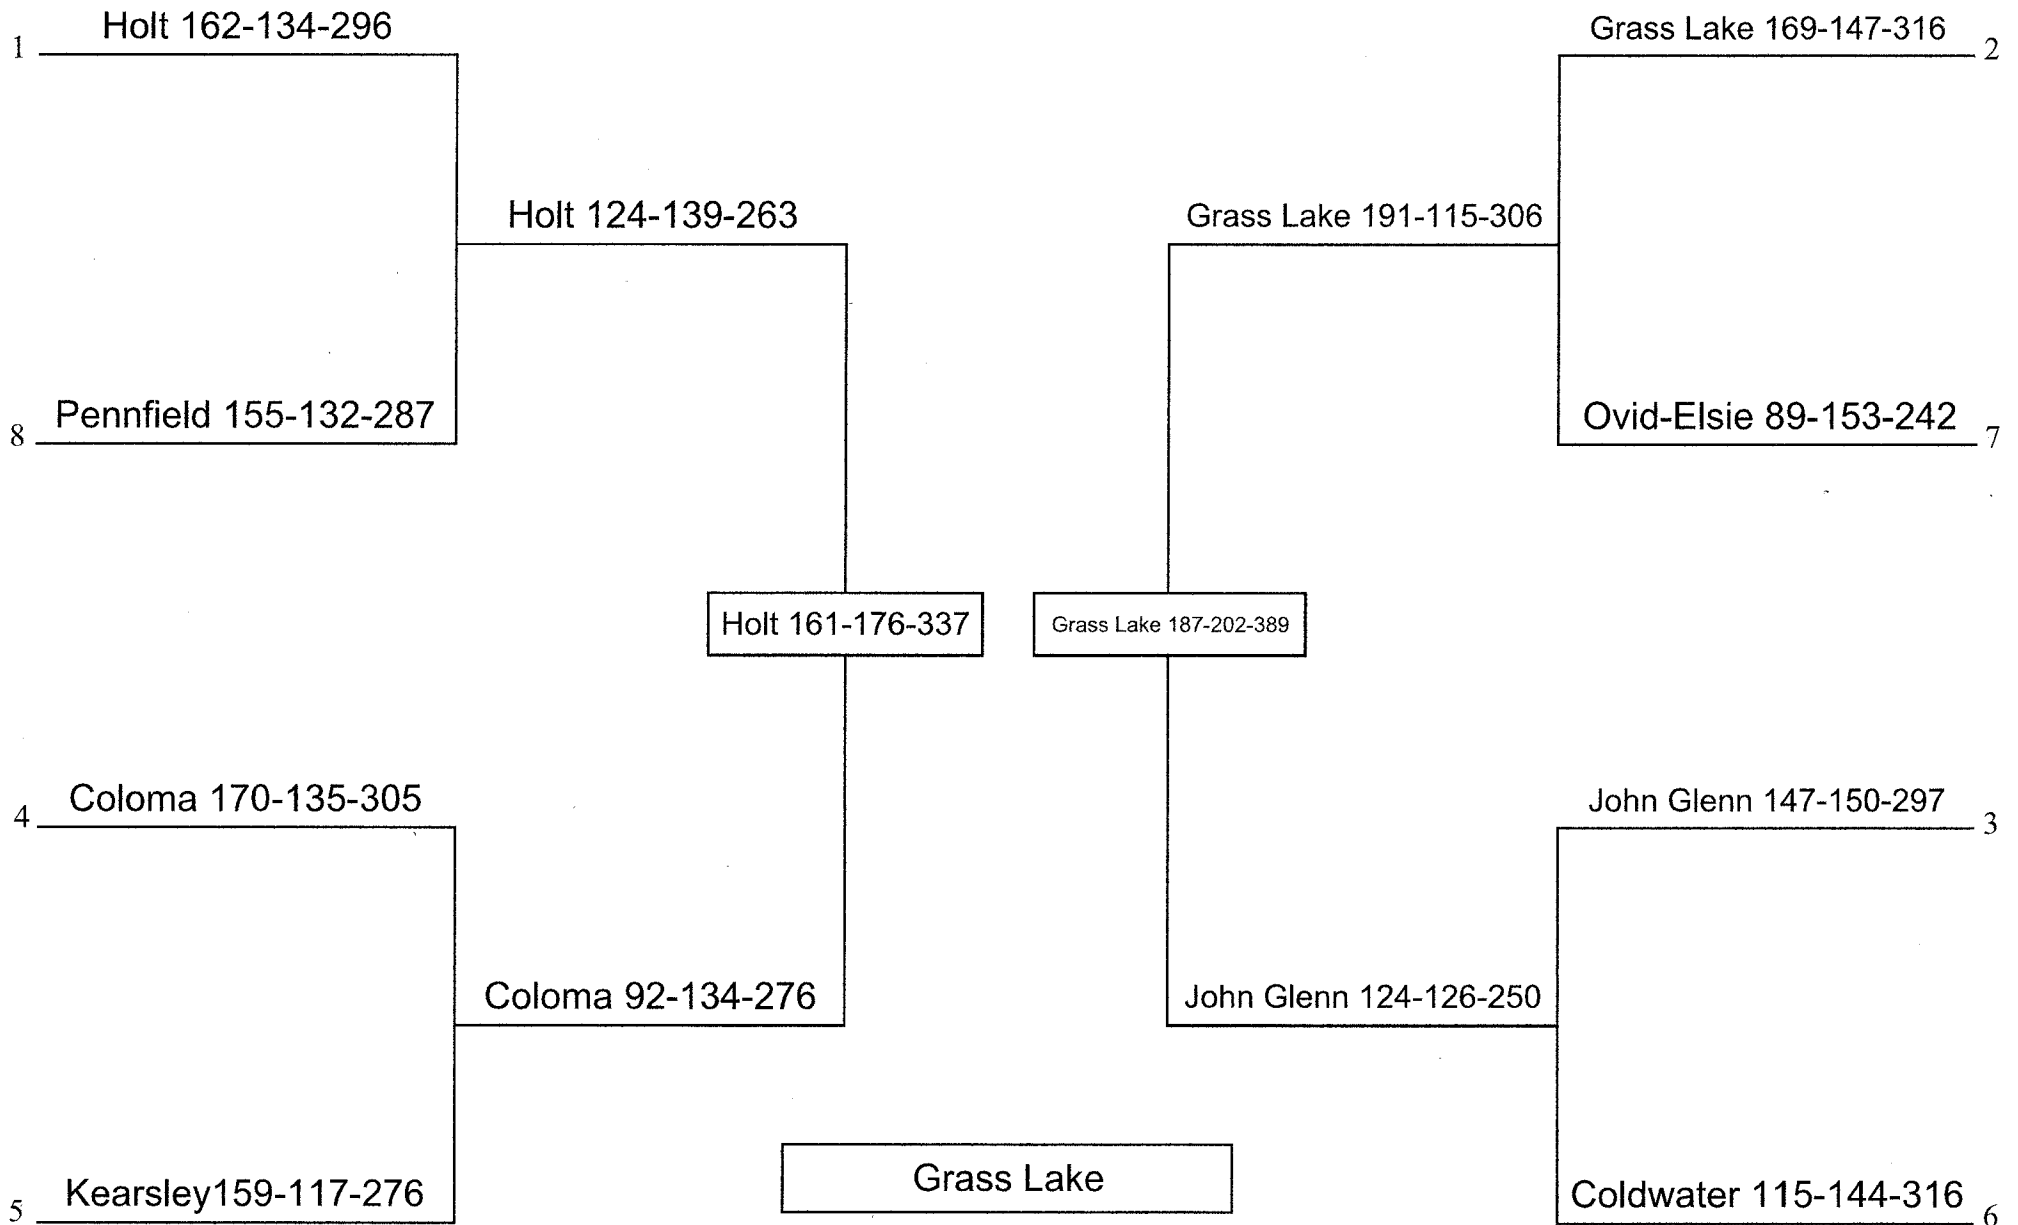 1
Holt 162-134-296
Grass Lake 169-147-316
2
Holt 124-139-263
Grass Lake 191-115-306
8
Pennfield 155-132-287
Ovid-Elsie 89-153-242
7
Holt 161-176-337
Grass Lake 187-202-389
4
Coloma 170-135-305
John Glenn 147-150-297
3
Coloma 92-134-276
John Glenn 124-126-250
5
Kearsley159-117-276
Grass Lake
Coldwater 115-144-316
6